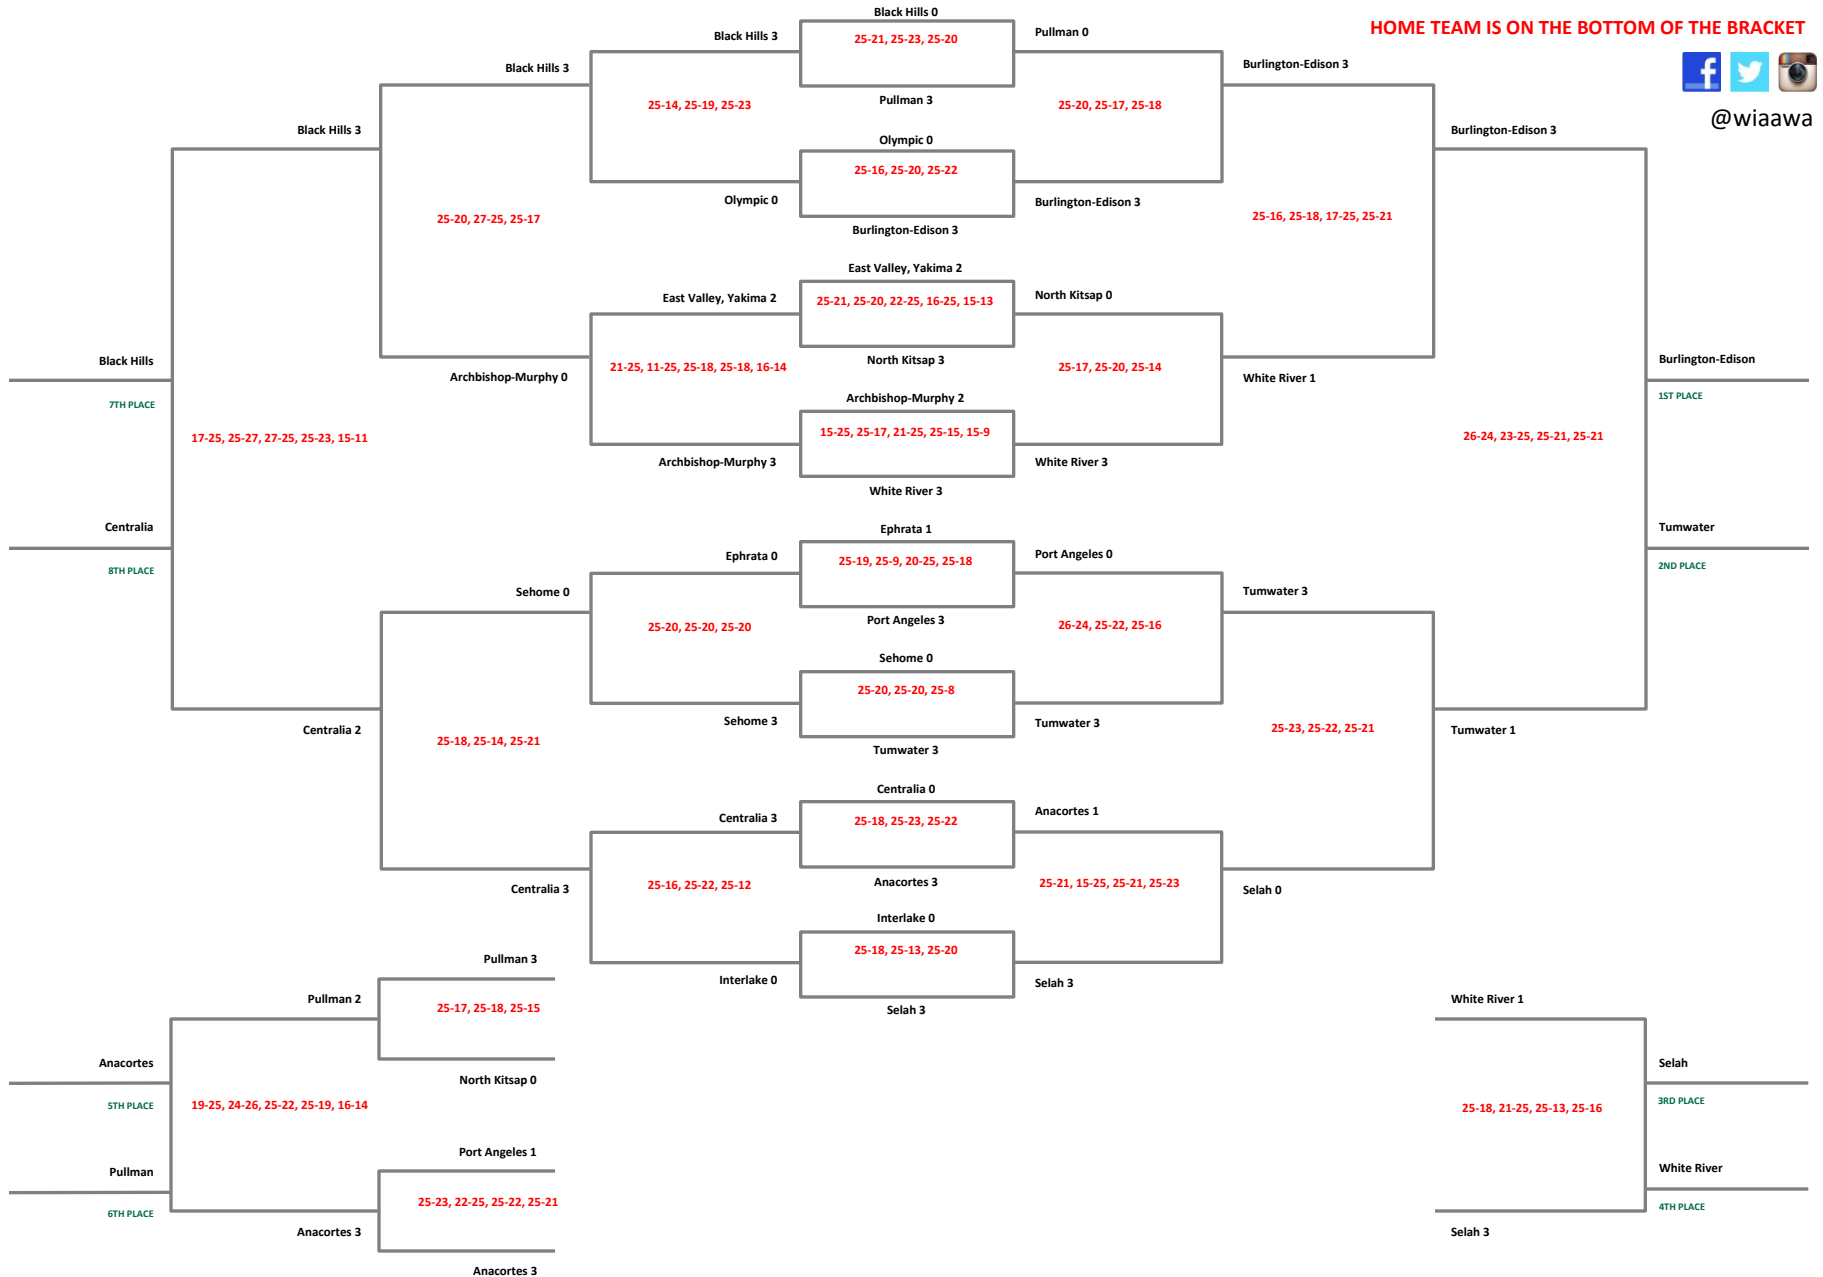 HOME TEAM IS ON THE BOTTOM OF THE BRACKET
@wiaawa
Black Hills 0
25-21, 25-23, 25-20
Pullman 3
Olympic 0
25-16, 25-20, 25-22
Burlington-Edison 3
East Valley, Yakima 2
25-21, 25-20, 22-25, 16-25, 15-13
North Kitsap 3
Archbishop-Murphy 2
15-25, 25-17, 21-25, 25-15, 15-9
White River 3
Ephrata 1
25-19, 25-9, 20-25, 25-18
Port Angeles 3
Sehome 0
25-20, 25-20, 25-8
Tumwater 3
Centralia 0
25-18, 25-23, 25-22
Anacortes 3
Interlake 0
25-18, 25-13, 25-20
Selah 3
Pullman 0
25-20, 25-17, 25-18
Burlington-Edison 3
North Kitsap 0
25-17, 25-20, 25-14
White River 3
Port Angeles 0
26-24, 25-22, 25-16
Tumwater 3
Anacortes 1
25-21, 15-25, 25-21, 25-23
Selah 3
Burlington-Edison 3
25-16, 25-18, 17-25, 25-21
White River 1
Tumwater 3
25-23, 25-22, 25-21
Selah 0
Burlington-Edison 3
26-24, 23-25, 25-21, 25-21
Tumwater 1
Burlington-Edison
1ST PLACE
Tumwater
2ND PLACE
White River 1
25-18, 21-25, 25-13, 25-16
Selah 3
Selah
3RD PLACE
White River
4TH PLACE
Black Hills 3
25-14, 25-19, 25-23
Olympic 0
East Valley, Yakima 2
21-25, 11-25, 25-18, 25-18, 16-14
Archbishop-Murphy 3
Ephrata 0
25-20, 25-20, 25-20
Sehome 3
Centralia 3
25-16, 25-22, 25-12
Interlake 0
Black Hills 3
25-20, 27-25, 25-17
Archbishop-Murphy 0
Sehome 0
25-18, 25-14, 25-21
Centralia 3
Black Hills 3
17-25, 25-27, 27-25, 25-23, 15-11
Centralia 2
Black Hills
7TH PLACE
Centralia
8TH PLACE
Pullman 3
25-17, 25-18, 25-15
North Kitsap 0
Port Angeles 1
25-23, 22-25, 25-22, 25-21
Anacortes 3
Pullman 2
19-25, 24-26, 25-22, 25-19, 16-14
Anacortes 3
Anacortes
5TH PLACE
Pullman
6TH PLACE